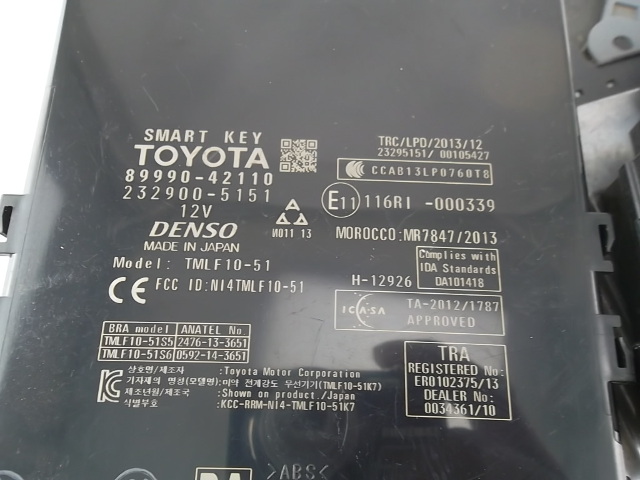 SMART KEY
TOYOTA
89990-42110
232900-5151
12V
DENSO
MADE IN JAPAN
Model: TMLF10-51
FCC ID:NI4TMLF10-51
И011 13
TRC/LPD/2013/12
23295151/ 00105427
CCAB13LP0760T8
E11 116RI -000339
MOROCCO:MR7847/2013
H-12926
Complies with
IDA Standards
DA101418
ICASA
TA-2012/1787
APPROVED
BRA model ANATEL No
TMLF10-51S5 2476-13-3651
TMLF10-51S6 0592-14-3651
상호명/제조자 :Toyota Motor Corporation
기자재의 명칭(모델명):미약 전계강도 무선기기(TMLF10-51K7)
제조년월/제조국 :Shown on product./Japan
식별부호 :KCC-RRM-NI4-TMLF10-51K7
TRA
REGISTERED No:
ER0102375/13
DEALER No:
0034361/10
>ABS<